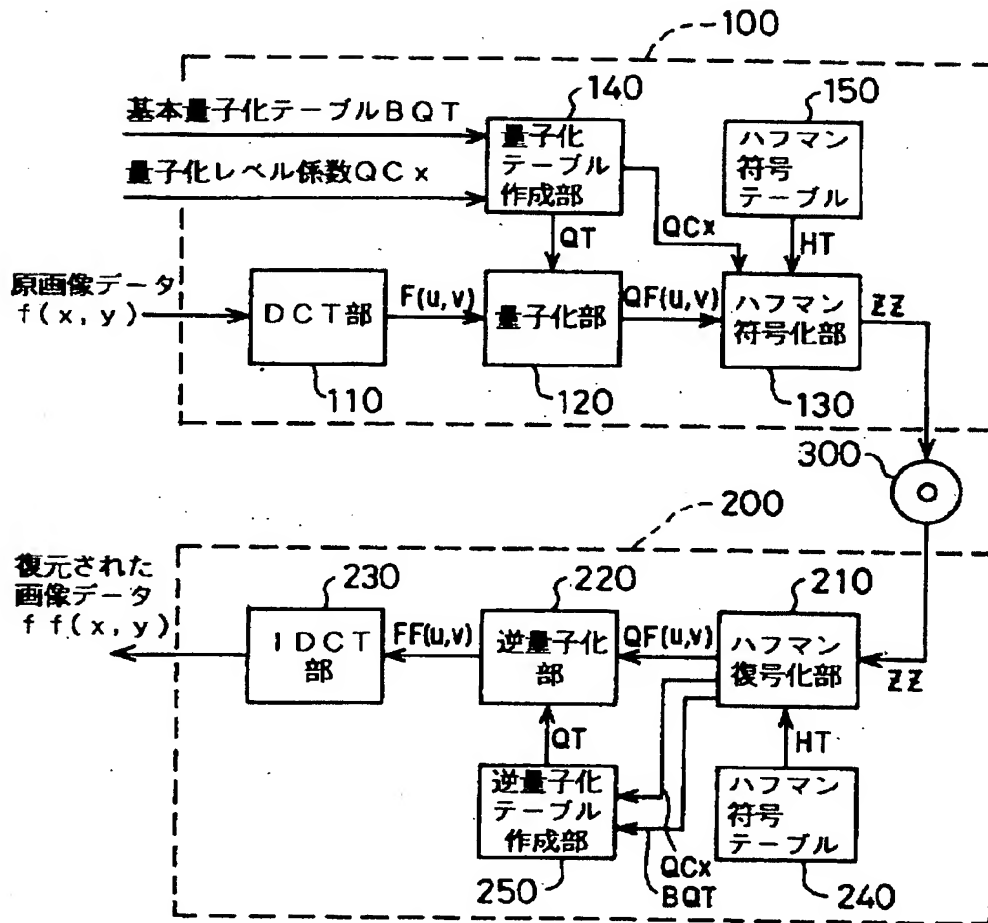 100
基本量子化テーブルBQT
量子化レベル係数QCx
140
量子化
テーブル
作成部
150
ハフマン
符号
テーブル
QT
QCx
HT
原画像データ
f(x,y)
DCT部
F(u,v)
量子化部
QF(u,v)
ハフマン
符号化部
ZZ
110
120
130
300
200
復元された
画像データ
ff(x,y)
230
220
210
IDCT
部
FF(u,v)
逆量子化
部
QF(u,v)
ハフマン
復号化部
ZZ
QT
HT
逆量子化
テーブル
作成部
ハフマン
符号
テーブル
QCx
BQT
250
240